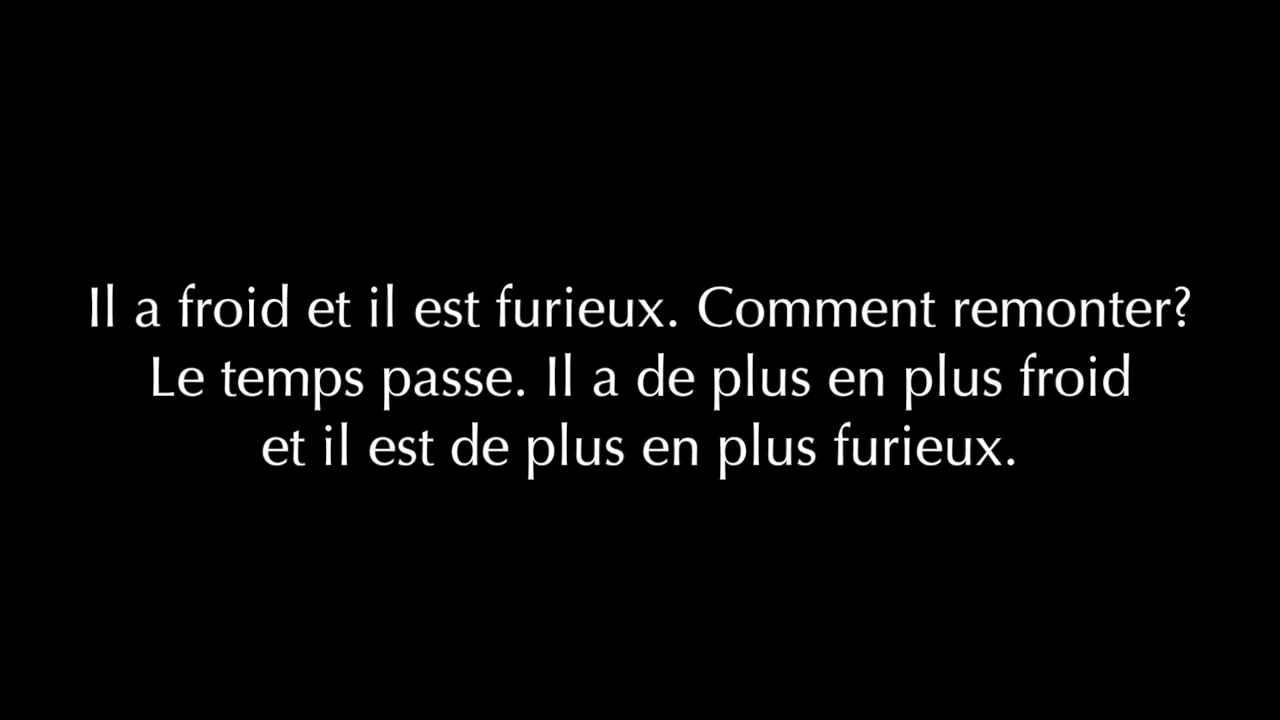 Il a froid et il est furieux. Comment remonter?
Le temps passe. Il a de plus en plus froid
et il est de plus en plus furieux.